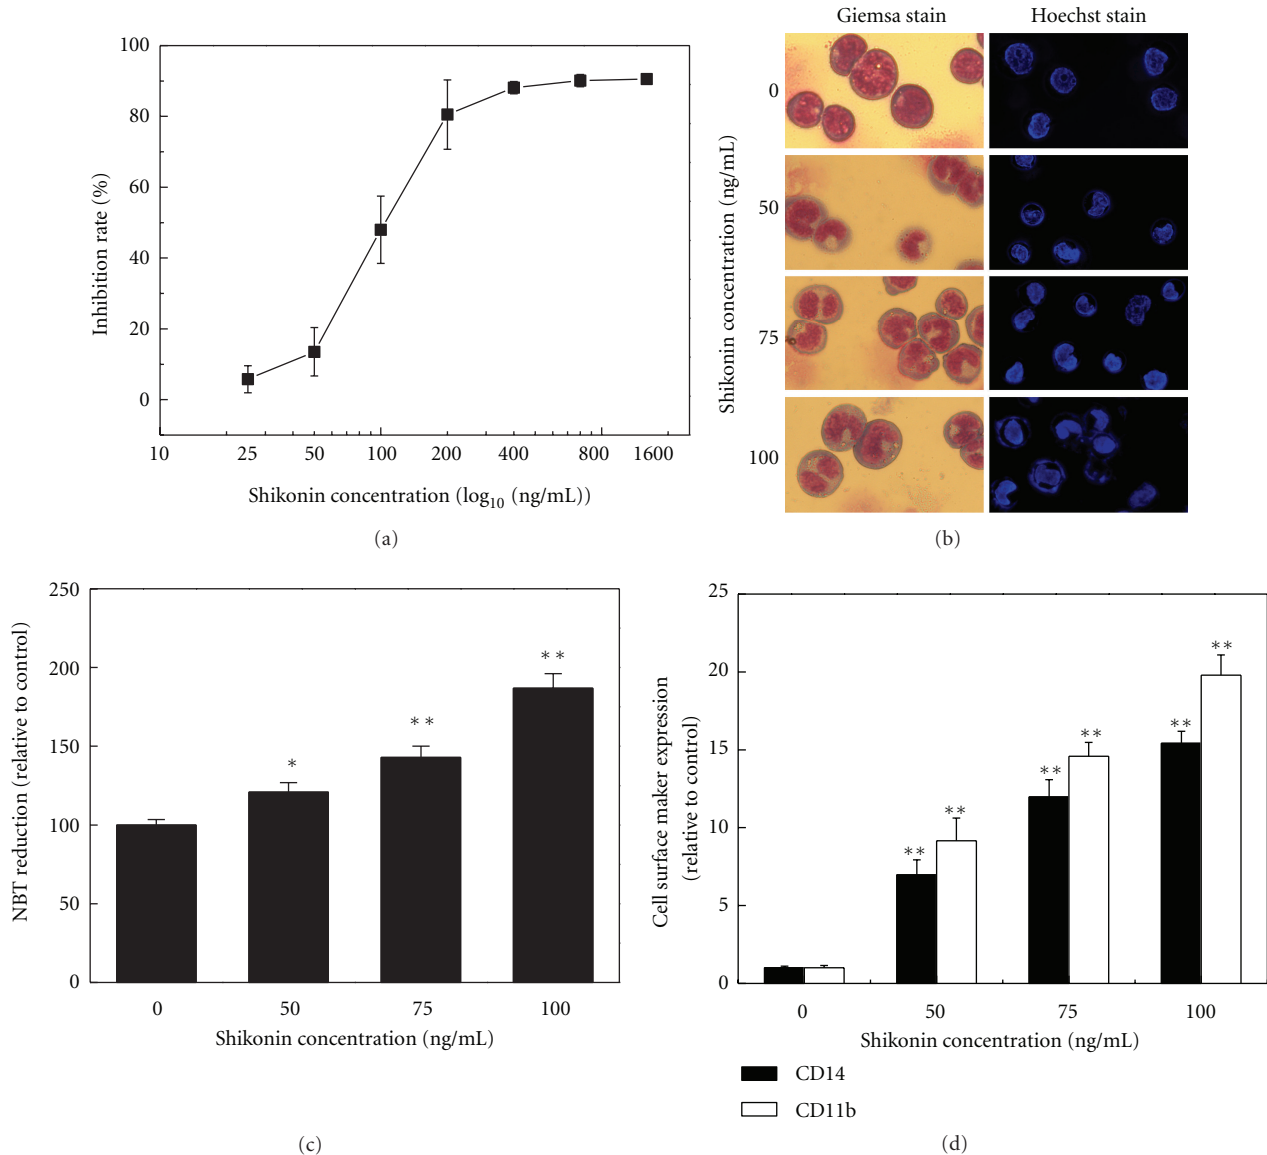 100
80
60
40
20
0
Inhibition rate (%)
10 25 50 100 200 400 800 1600
Shikonin concentration (log10 (ng/mL))
(a)
Giemsa stain Hoechst stain
Shikonin concentration (ng/mL)
0
50
75
100
(b)
250
200
150
100
50
0
NBT reduction (relative to control)
*
**
**
0 50 75 100
Shikonin concentration (ng/mL)
(c)
25
20
15
10
5
0
Cell surface maker expression
(relative to control)
**
**
**
**
**
**
0 50 75 100
Shikonin concentration (ng/mL)
CD14
CD11b
(d)